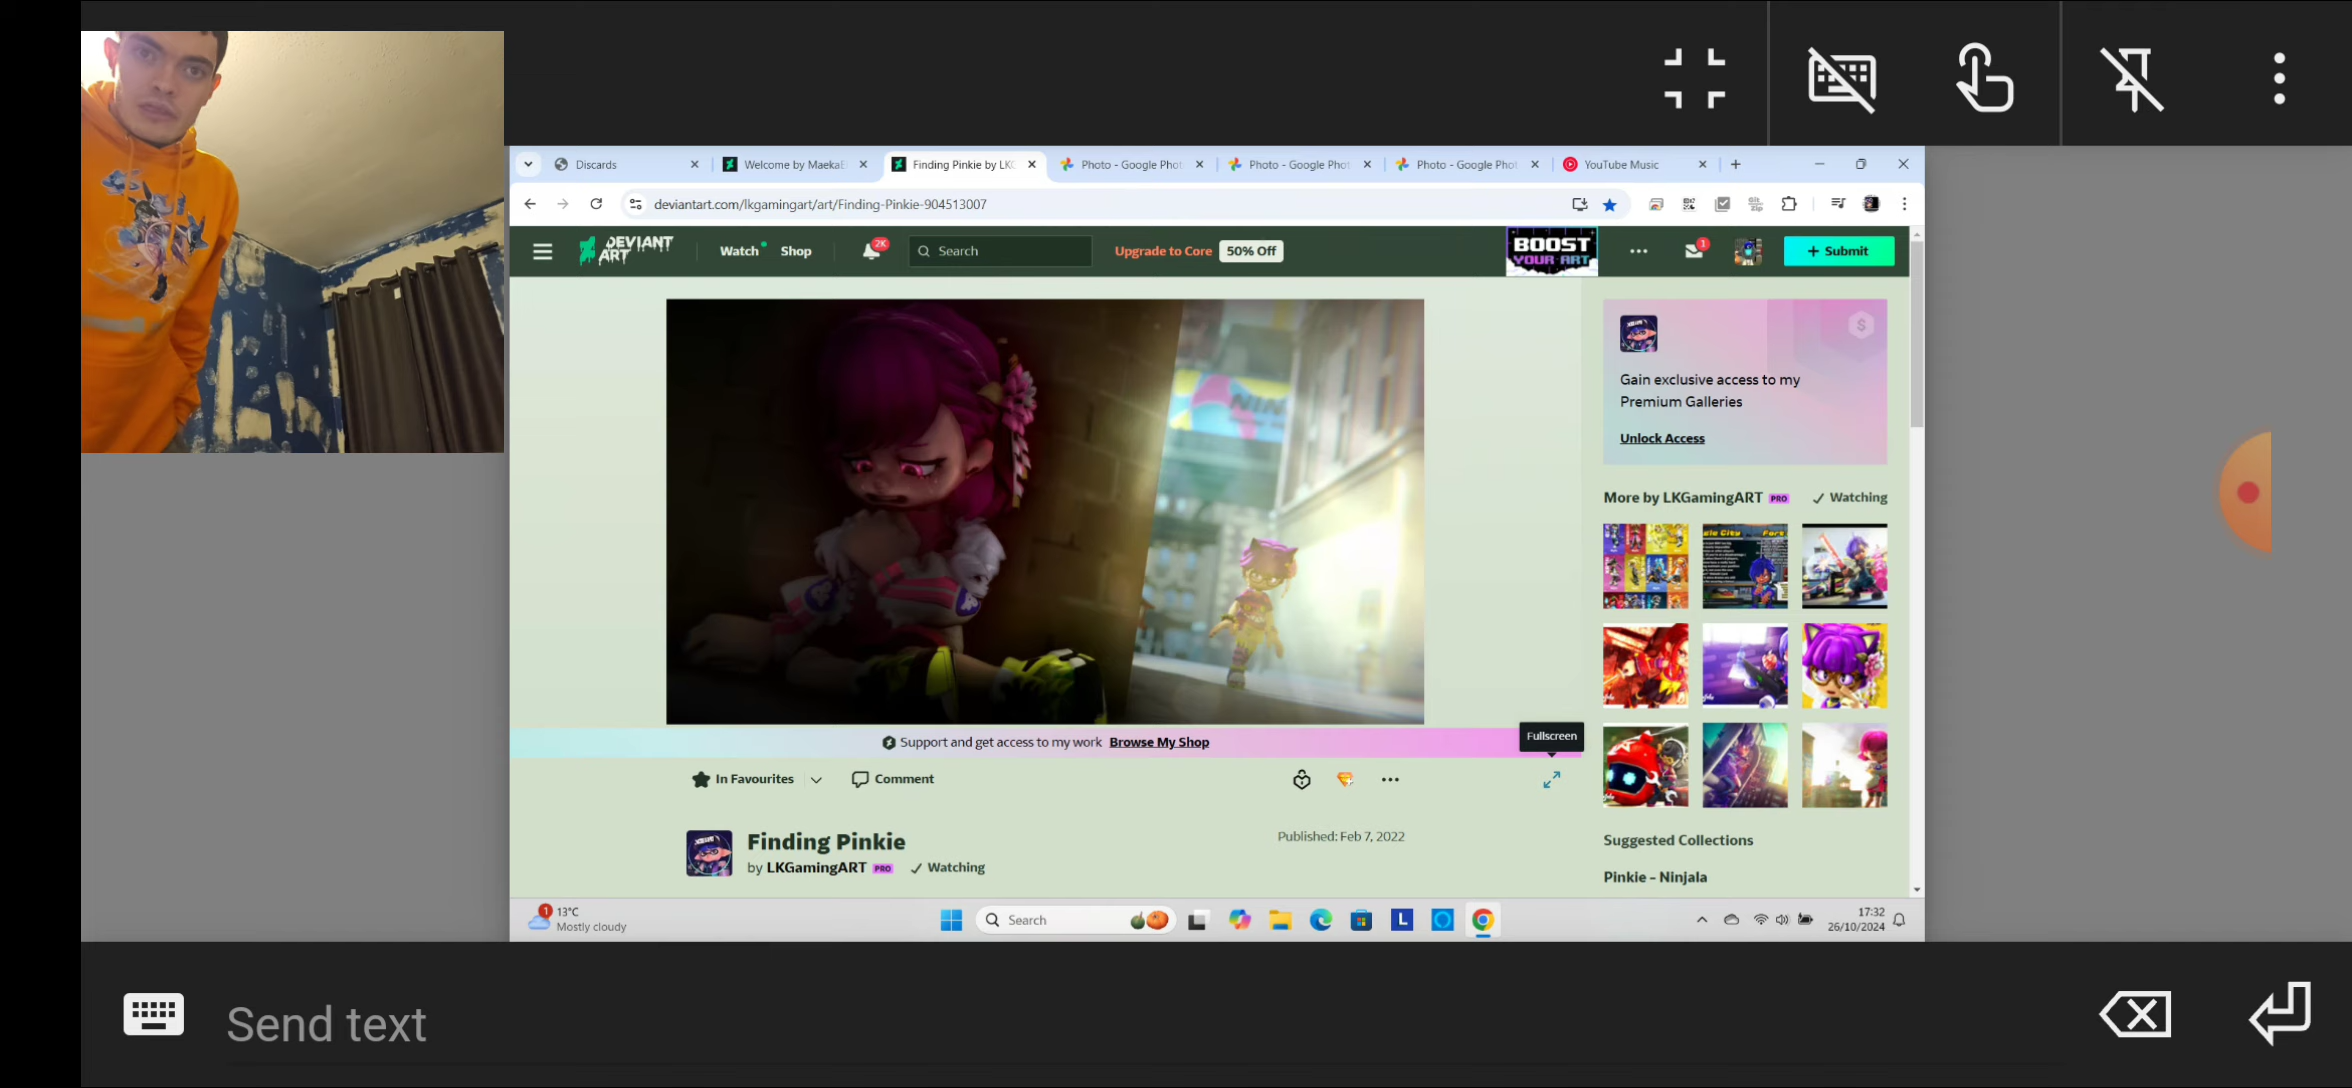 Discards
Welcome by MaekaE
Finding Pinkie by LKG
Photo - Google Phot
Photo - Google Phot
Photo - Google Phot
YouTube Music
deviantart.com/lkgamingart/art/Finding-Pinkie-904513007
DEVIANT
ART
Watch
Shop
2K
Search
Upgrade to Core
50% Off
BOOST
YOUR ART
1
+ Submit
Gain exclusive access to my
Premium Galleries
Unlock Access
More by LKGamingART PRO
Watching
Support and get access to my work Browse My Shop
Fullscreen
In Favourites
Comment
Finding Pinkie
by LKGamingART PRO
Watching
Published: Feb 7, 2022
Suggested Collections
Pinkie - Ninjala
1
13°C
Mostly cloudy
Search
L
17:32
26/10/2024
Send text